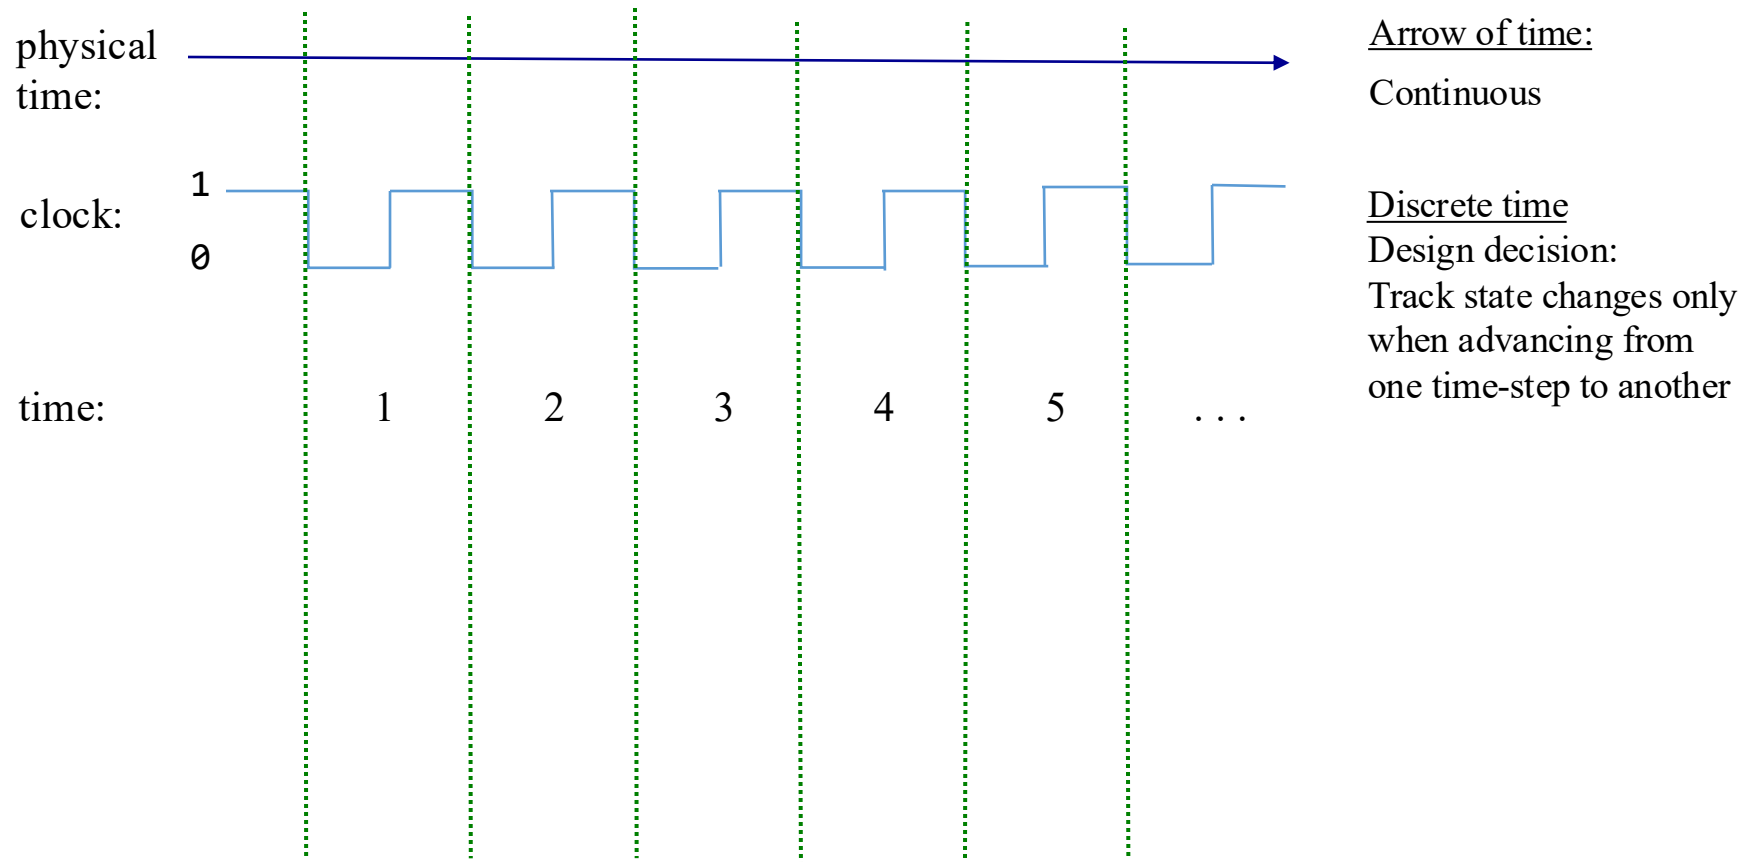 physical
time:
Arrow of time:
Continuous
clock:
1
0
Discrete time
Design decision:
Track state changes only
when advancing from
one time-step to another
time:
1
2
3
4
5
. . .